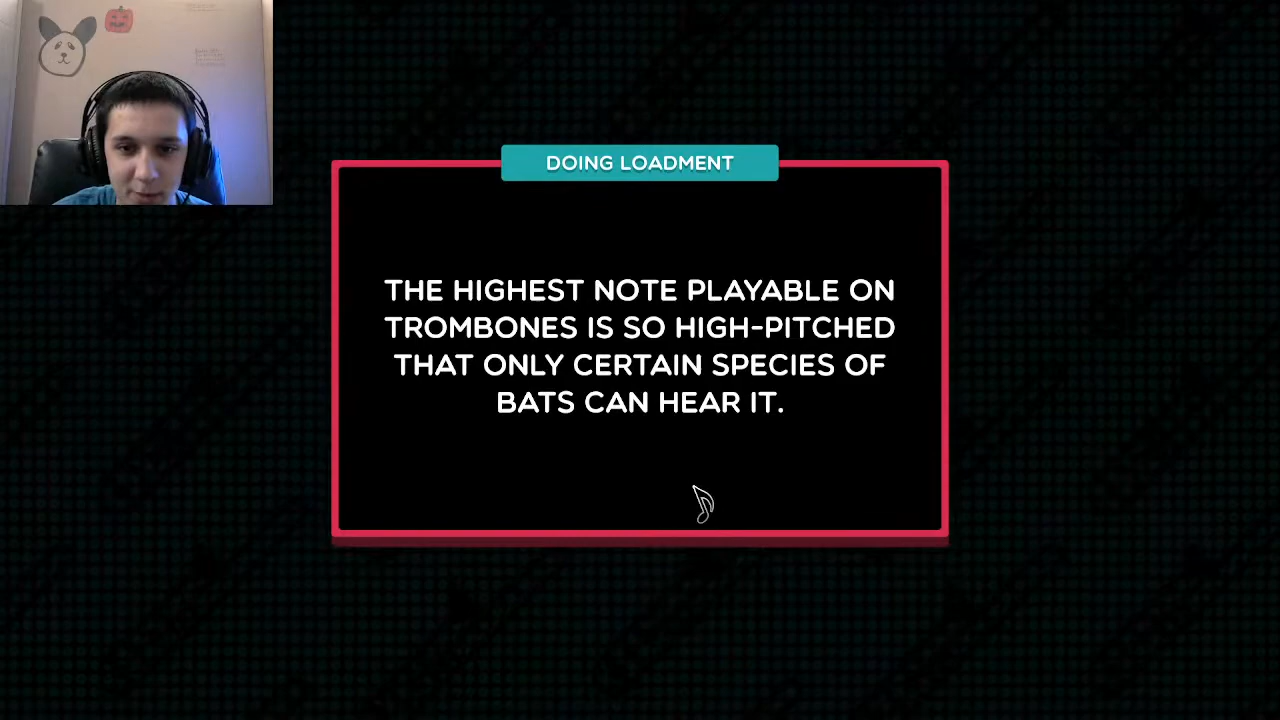 DOING LOADMENT
THE HIGHEST NOTE PLAYABLE ON
TROMBONES IS SO HIGH-PITCHED
THAT ONLY CERTAIN SPECIES OF
BATS CAN HEAR IT.